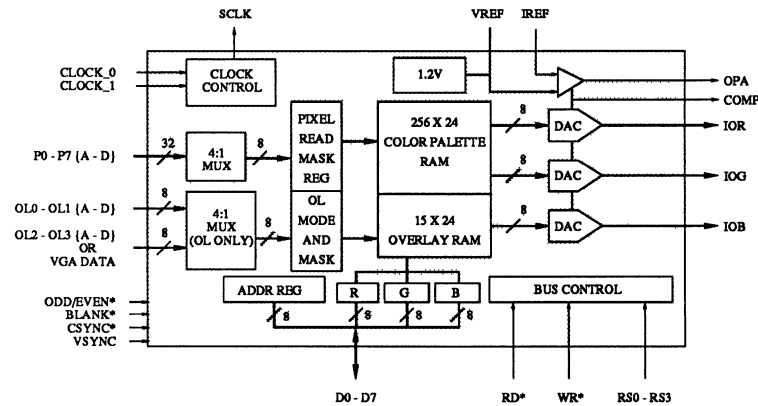 SCLK
VREF IREF
CLOCK_0
CLOCK_1
CLOCK
CONTROL
1.2V
OPA
COMP
P0 - P7 {A - D}
32
4:1
MUX
8
PIXEL
READ
MASK
REG
256 X 24
COLOR PALETTE
RAM
8
DAC
IOR
8
DAC
IOG
OL0 - OL1 {A - D}
8
OL2 - OL3 {A - D}
8
OR
VGA DATA
4:1
MUX
(OL ONLY)
8
OL
MODE
AND
MASK
15 X 24
OVERLAY RAM
8
DAC
IOB
ADDR REG
R
G
B
BUS CONTROL
8
8
8
8
ODD/EVEN*
BLANK*
CSYNC*
VSYNC
D0 - D7
RD*
WR*
RS0 - RS3